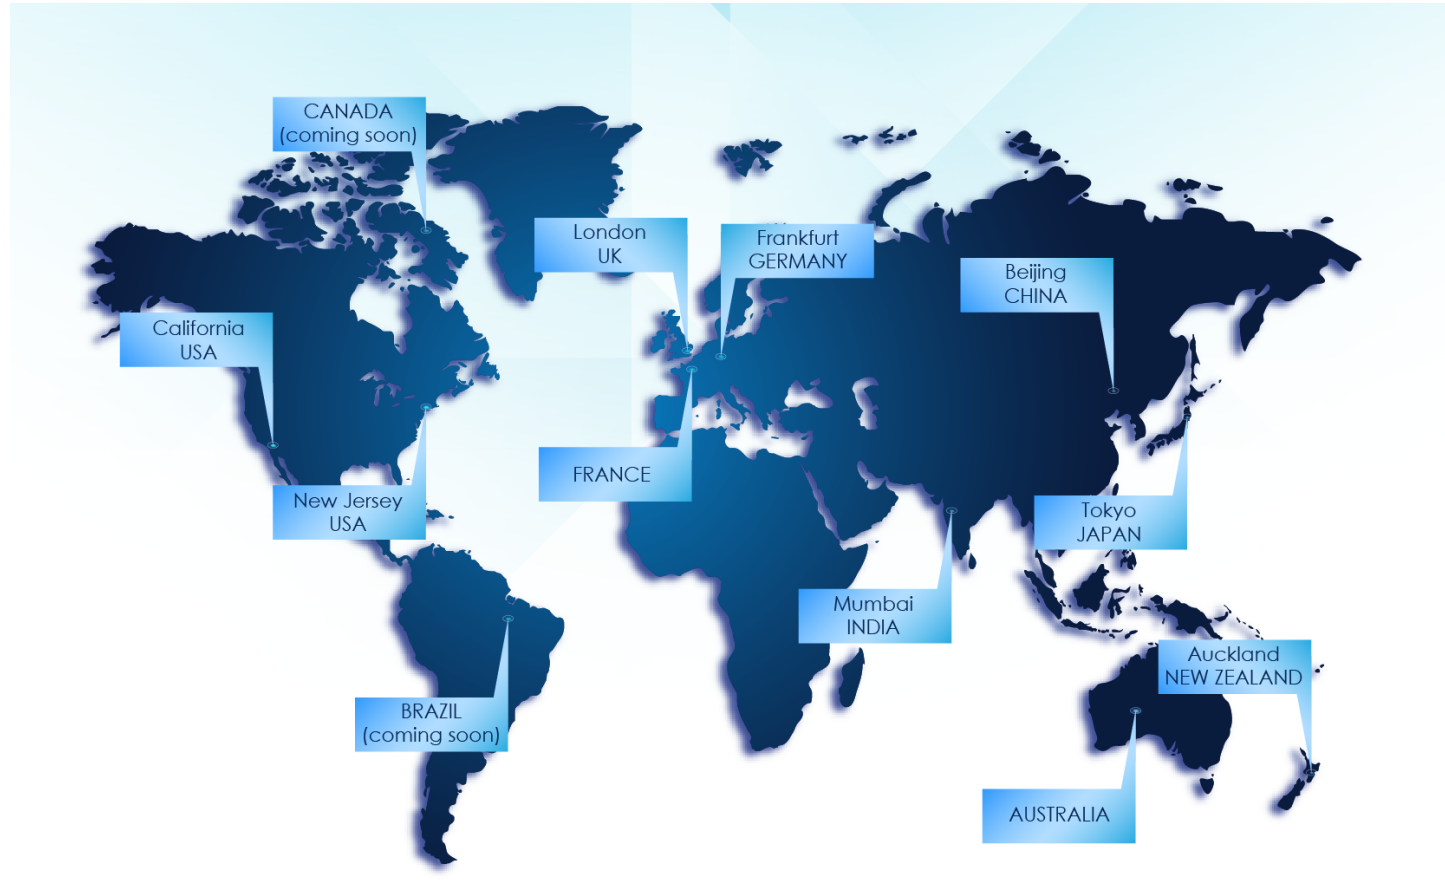 CANADA
(coming soon)
London
UK
Frankfurt
GERMANY
Beijing
CHINA
California
USA
FRANCE
New Jersey
USA
Tokyo
JAPAN
Mumbai
INDIA
Auckland
NEW ZEALAND
BRAZIL
(coming soon)
AUSTRALIA